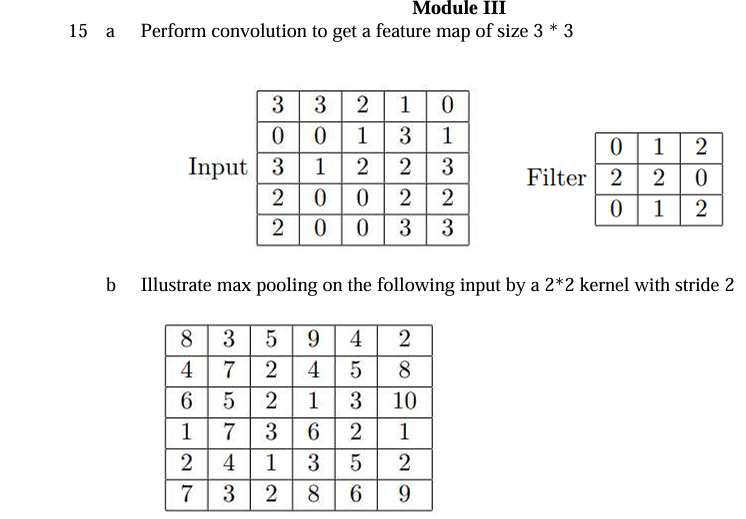 Module III
15 a Perform convolution to get a feature map of size 3 * 3
3 3 2 1 0
0 0 1 3 1
Input 3 1 2 2 3
2 0 0 2 2
2 0 0 3 3
0 1 2
Filter 2 2 0
0 1 2
b Illustrate max pooling on the following input by a 2*2 kernel with stride 2
8 3 5 9 4 2
4 7 2 4 5 8
6 5 2 1 3 10
1 7 3 6 2 1
2 4 1 3 5 2
7 3 2 8 6 9